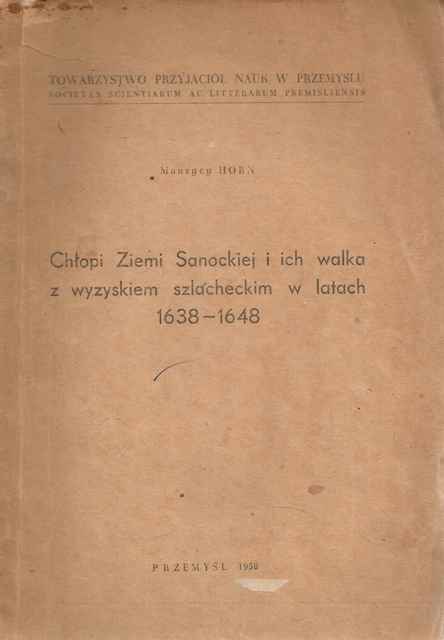 TOWARZYSTWO PRZYJACIÓŁ NAUK W PRZEMYŚLU
SOCIETAS SCIENTIARUM AC LITTERARUM PREMISLIENSIS
Maurycy HORN
Chłopi Ziemi Sanockiej i ich walka
z wyzyskiem szlacheckim w latach
1638–1648
PRZEMYŚL 1958